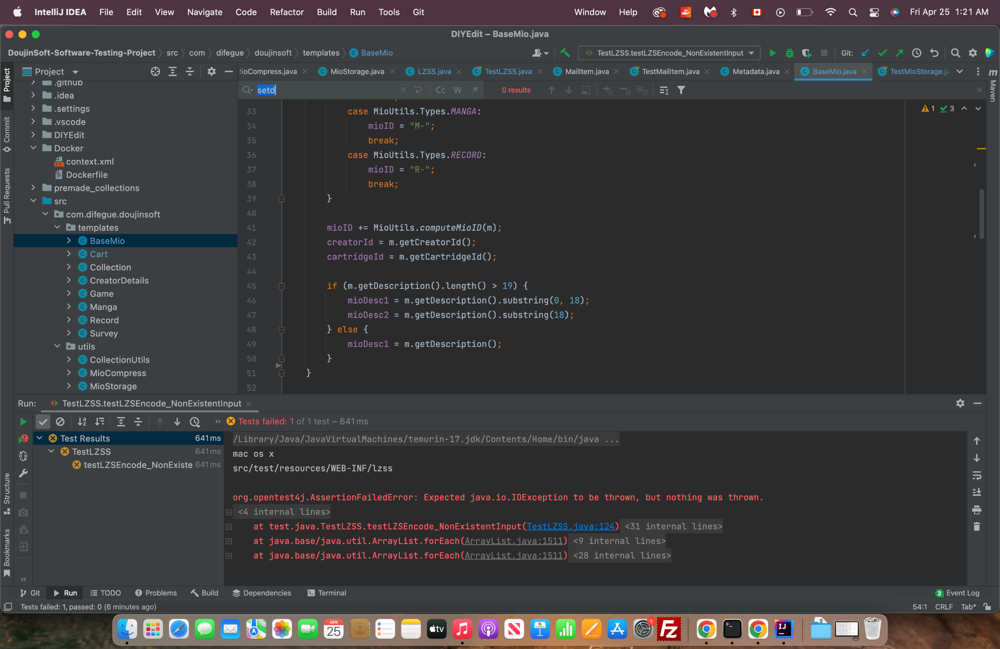 IntelliJ IDEA File Edit View Navigate Code Refactor Build Run Tools Git Window Help Fri Apr 25 1:21 AM
DIYEdit – BaseMio.java
DoujinSoft-Software-Testing-Project src com difegue doujinsoft templates BaseMio TestLZSS.testLZSEncode_NonExistentInput Git:
Project MioStorage.java LZSS.java TestLZSS.java MailItem.java TestMailItem.java Metadata.java BaseMio.java
setd Cc W .* 0 results
Project
Commit
Pull Requests
Structure
Bookmarks
Maven
.github
.idea
.settings
.vscode
DIYEdit
Docker
context.xml
Dockerfile
premade_collections
src
com.difegue.doujinsoft
templates
BaseMio
Cart
Collection
CreatorDetails
Game
Manga
Record
Survey
utils
CollectionUtils
MioCompress
MioStorage
1 3
33 case MioUtils.Types.MANGA:
34 mioID = "M-";
35 break;
36 case MioUtils.Types.RECORD:
37 mioID = "R-";
38 break;
39 }
40
41 mioID += MioUtils.computeMioID(m);
42 creatorId = m.getCreatorId();
43 cartridgeId = m.getCartridgeId();
44
45 if (m.getDescription().length() > 19) {
46 mioDesc1 = m.getDescription().substring(0, 18);
47 mioDesc2 = m.getDescription().substring(18);
48 } else {
49 mioDesc1 = m.getDescription();
50 }
51 }
52
Run: TestLZSS.testLZSEncode_NonExistentInput
Tests failed: 1 of 1 test – 641 ms
Test Results 641 ms
TestLZSS 641 ms
testLZSEncode_NonExiste 641 ms
/Library/Java/JavaVirtualMachines/temurin-17.jdk/Contents/Home/bin/java ...
mac os x
src/test/resources/WEB-INF/lzss
org.opentest4j.AssertionFailedError: Expected java.io.IOException to be thrown, but nothing was thrown.
<4 internal lines>
at test.java.TestLZSS.testLZSEncode_NonExistentInput(TestLZSS.java:124) <31 internal lines>
at java.base/java.util.ArrayList.forEach(ArrayList.java:1511) <9 internal lines>
at java.base/java.util.ArrayList.forEach(ArrayList.java:1511) <28 internal lines>
Git Run TODO Problems Build Dependencies Terminal 2 Event Log
Tests failed: 1, passed: 0 (6 minutes ago) 54:1 CRLF Tab*
APR
25
tv
1
Fz
IJ